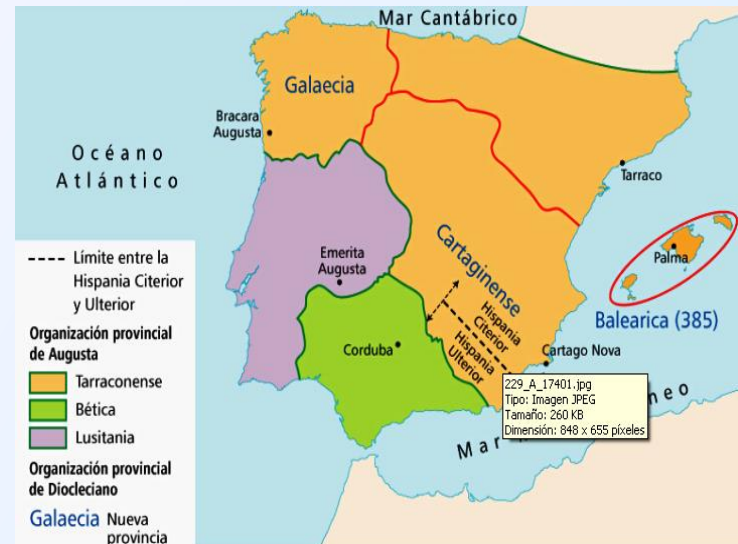 Mar Cantábrico
Galaecia
Bracara
Augusta
Océano
Atlántico
Tarraco
Cartaginense
Palma
Emerita
Augusta
Hispania
Citerior
Hispania
Ulterior
Balearica (385)
Corduba
Cartago Nova
229_A_17401.jpg
Tipo: Imagen JPEG
Tamaño: 260 KB
Dimensión: 848 x 655 píxeles
Mar
neo
Límite entre la
Hispania Citerior
y Ulterior
Organización provincial
de Augusta
Tarraconense
Bética
Lusitania
Organización provincial
de Diocleciano
Galaecia Nueva
provincia